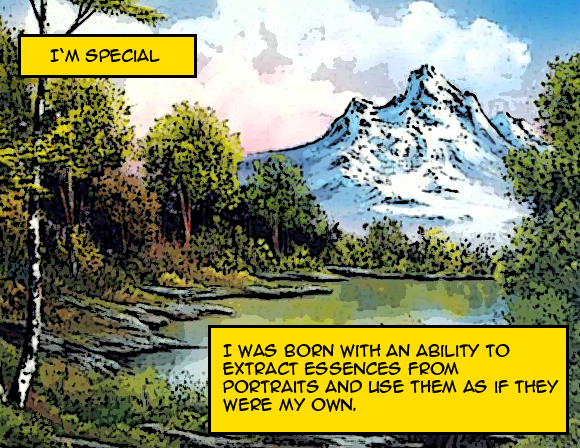 I'M SPECIAL
I WAS BORN WITH AN ABILITY TO
EXTRACT ESSENCES FROM
PORTRAITS AND USE THEM AS IF THEY
WERE MY OWN.